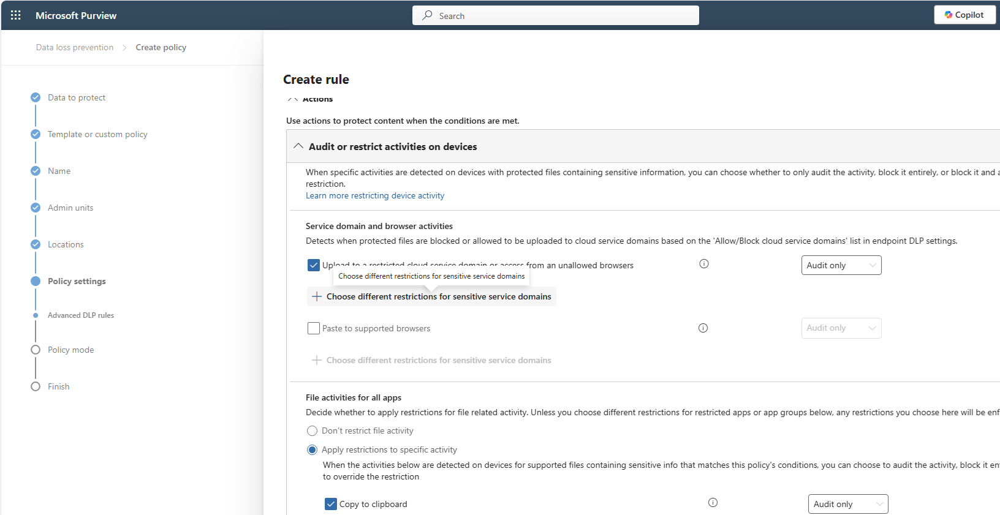 Microsoft Purview
Search
Copilot
Data loss prevention
Create policy
Data to protect
Template or custom policy
Name
Admin units
Locations
Policy settings
Advanced DLP rules
Policy mode
Finish
Create rule
Actions
Use actions to protect content when the conditions are met.
Audit or restrict activities on devices
When specific activities are detected on devices with protected files containing sensitive information, you can choose whether to only audit the activity, block it entirely, or block it and
restriction.
Learn more restricting device activity
Service domain and browser activities
Detects when protected files are blocked or allowed to be uploaded to cloud service domains based on the 'Allow/Block cloud service domains' list in endpoint DLP settings.
Upload to a restricted cloud service domain or access from an unallowed browsers
Audit only
Choose different restrictions for sensitive service domains
Choose different restrictions for sensitive service domains
Paste to supported browsers
Audit only
Choose different restrictions for sensitive service domains
File activities for all apps
Decide whether to apply restrictions for file related activity. Unless you choose different restrictions for restricted apps or app groups below, any restrictions you choose here will be
Don't restrict file activity
Apply restrictions to specific activity
When the activities below are detected on devices for supported files containing sensitive info that matches this policy's conditions, you can choose to audit the activity, block it
to override the restriction
Copy to clipboard
Audit only